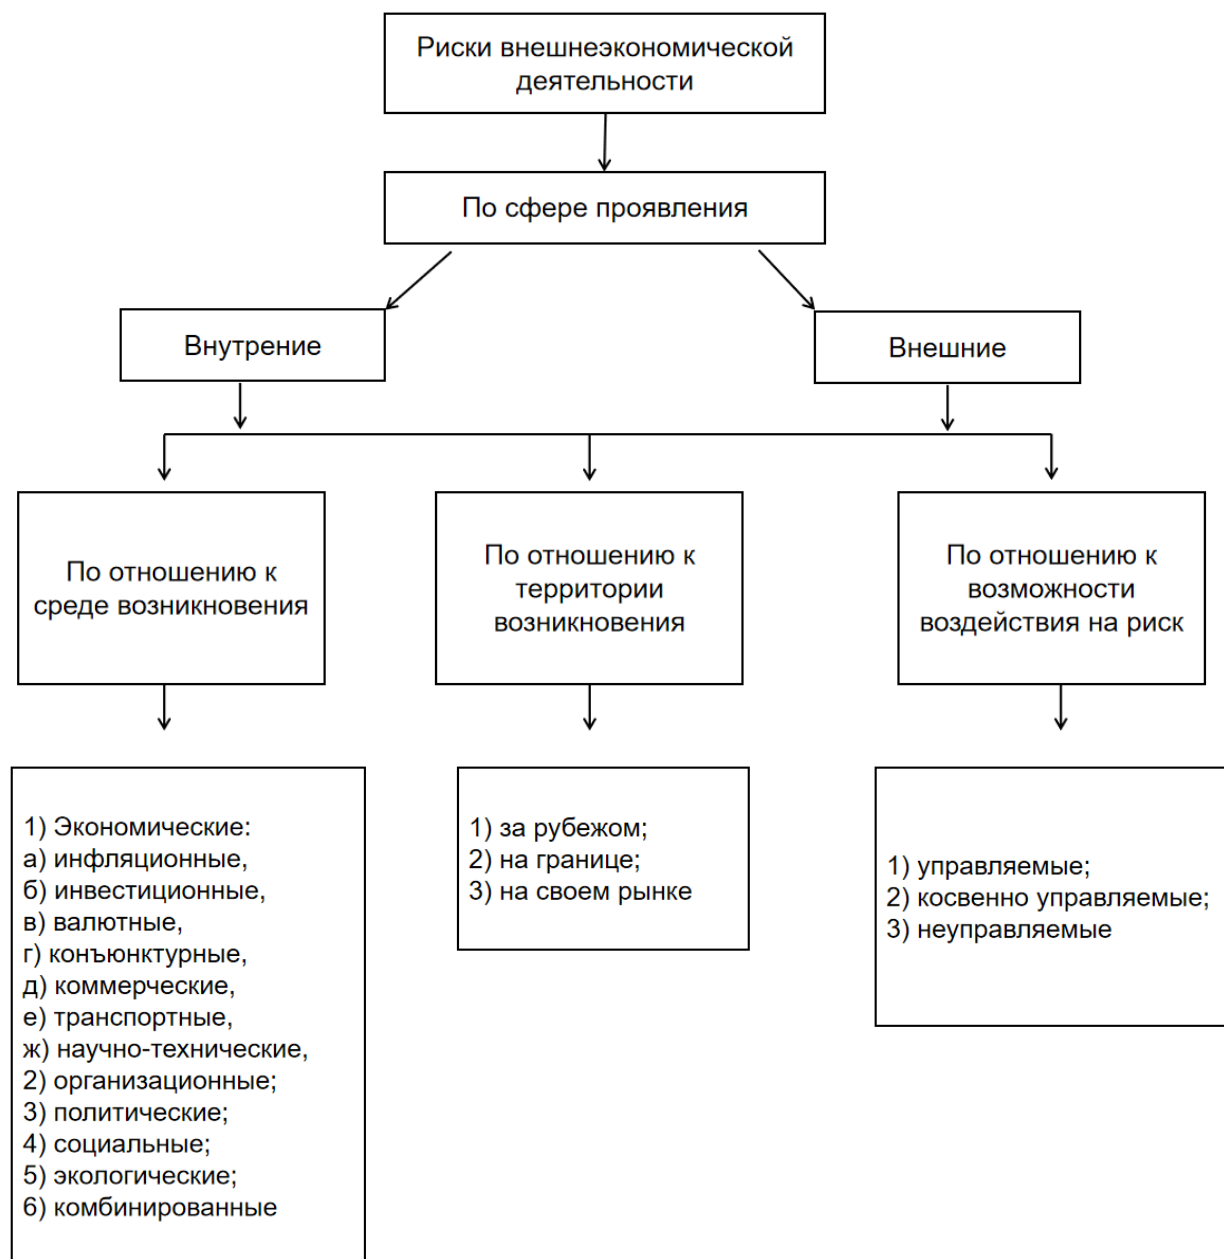 Риски внешнеэкономической
деятельности
По сфере проявления
Внутрение
Внешние
По отношению к
среде возникновения
По отношению к
территории
возникновения
По отношению к
возможности
воздействия на риск
1) Экономические:
а) инфляционные,
б) инвестиционные,
в) валютные,
г) конъюнктурные,
д) коммерческие,
е) транспортные,
ж) научно-технические,
2) организационные;
3) политические;
4) социальные;
5) экологические;
6) комбинированные
1) за рубежом;
2) на границе;
3) на своем рынке
1) управляемые;
2) косвенно управляемые;
3) неуправляемые